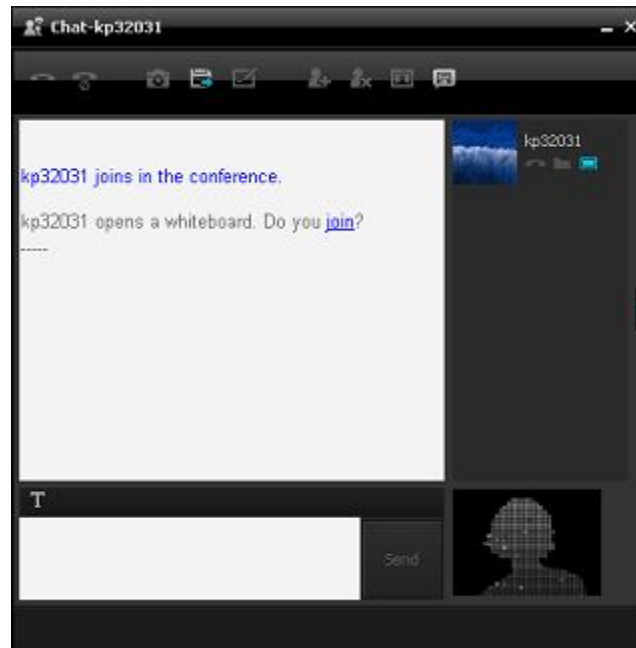 Chat-kp32031
kp32031
kp32031 joins in the conference.
kp32031 opens a whiteboard. Do you join?
-----
T
Send